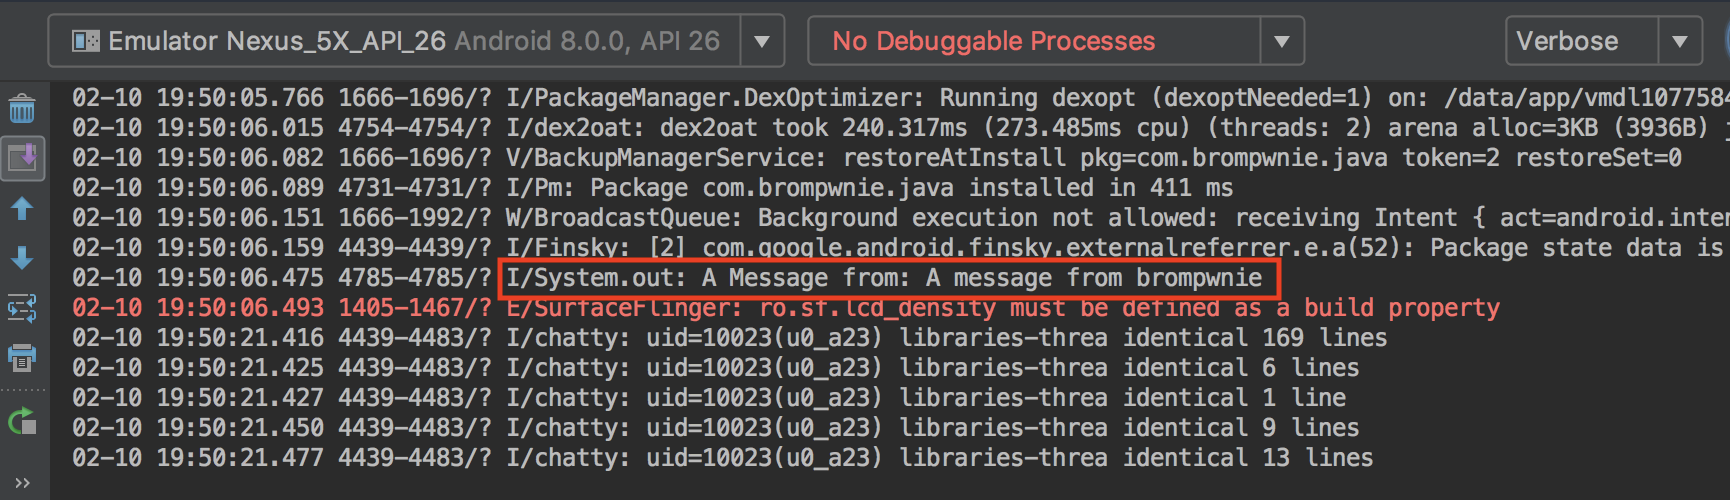 Emulator Nexus_5X_API_26 Android 8.0.0, API 26 No Debuggable Processes Verbose
02-10 19:50:05.766 1666-1696/? I/PackageManager.DexOptimizer: Running dexopt (dexoptNeeded=1) on: /data/app/vmdl1077584
02-10 19:50:06.015 4754-4754/? I/dex2oat: dex2oat took 240.317ms (273.485ms cpu) (threads: 2) arena alloc=3KB (3936B)
02-10 19:50:06.082 1666-1696/? V/BackupManagerService: restoreAtInstall pkg=com.brompwnie.java token=2 restoreSet=0
02-10 19:50:06.089 4731-4731/? I/Pm: Package com.brompwnie.java installed in 411 ms
02-10 19:50:06.151 1666-1992/? W/BroadcastQueue: Background execution not allowed: receiving Intent { act=android.inten
02-10 19:50:06.159 4439-4439/? I/Finsky: [2] com.google.android.finsky.externalreferrer.e.a(52): Package state data is
02-10 19:50:06.475 4785-4785/? I/System.out: A Message from: A message from brompwnie
02-10 19:50:06.493 1405-1467/? E/SurfaceFlinger: ro.sf.lcd_density must be defined as a build property
02-10 19:50:21.416 4439-4483/? I/chatty: uid=10023(u0_a23) libraries-threa identical 169 lines
02-10 19:50:21.425 4439-4483/? I/chatty: uid=10023(u0_a23) libraries-threa identical 6 lines
02-10 19:50:21.427 4439-4483/? I/chatty: uid=10023(u0_a23) libraries-threa identical 1 line
02-10 19:50:21.450 4439-4483/? I/chatty: uid=10023(u0_a23) libraries-threa identical 9 lines
02-10 19:50:21.477 4439-4483/? I/chatty: uid=10023(u0_a23) libraries-threa identical 13 lines